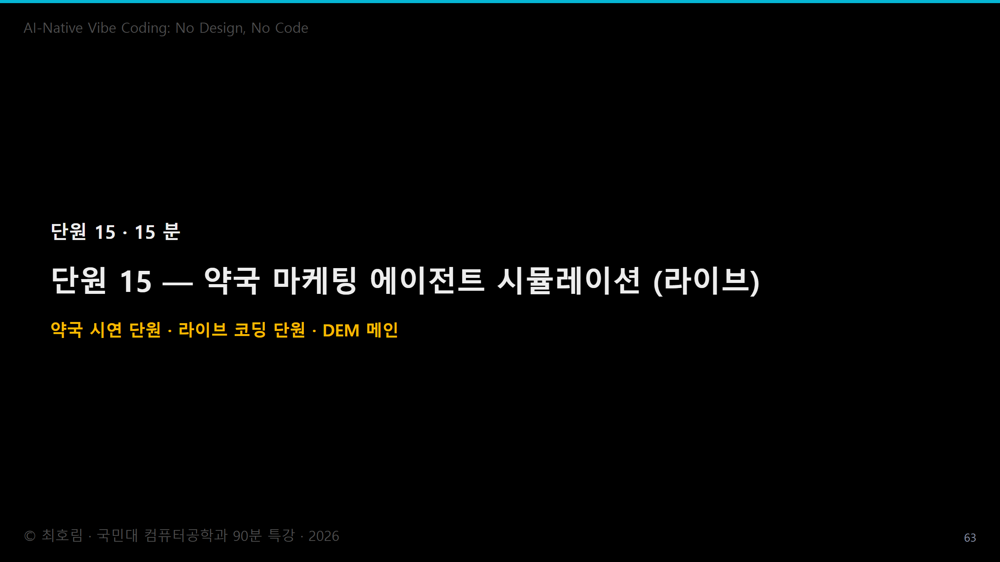 AI-Native Vibe Coding: No Design, No Code
단원 15 · 15 분
단원 15 — 약국 마케팅 에이전트 시뮬레이션 (라이브)
약국 시연 단원 · 라이브 코딩 단원 · DEM 메인
© 최호림 · 국민대 컴퓨터공학과 90분 특강 · 2026
63